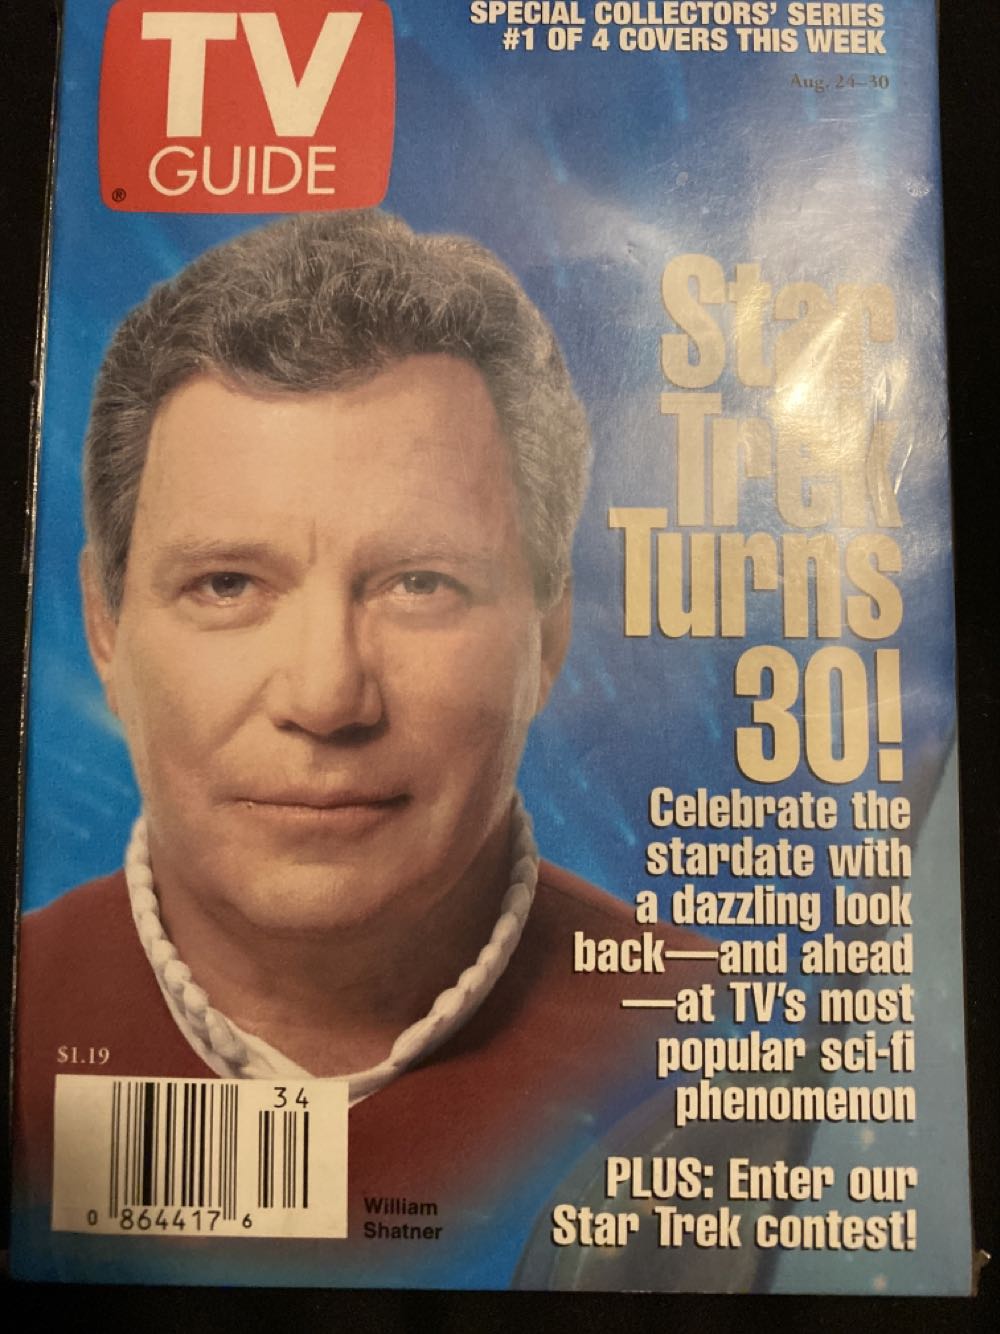 TV
GUIDE
®
SPECIAL COLLECTORS' SERIES
#1 OF 4 COVERS THIS WEEK
Aug. 24–30
Star
Trek
Turns
30!
Celebrate the
stardate with
a dazzling look
back—and ahead
—at TV's most
popular sci-fi
phenomenon
PLUS: Enter our
Star Trek contest!
$1.19
34
0 864417 6
William
Shatner